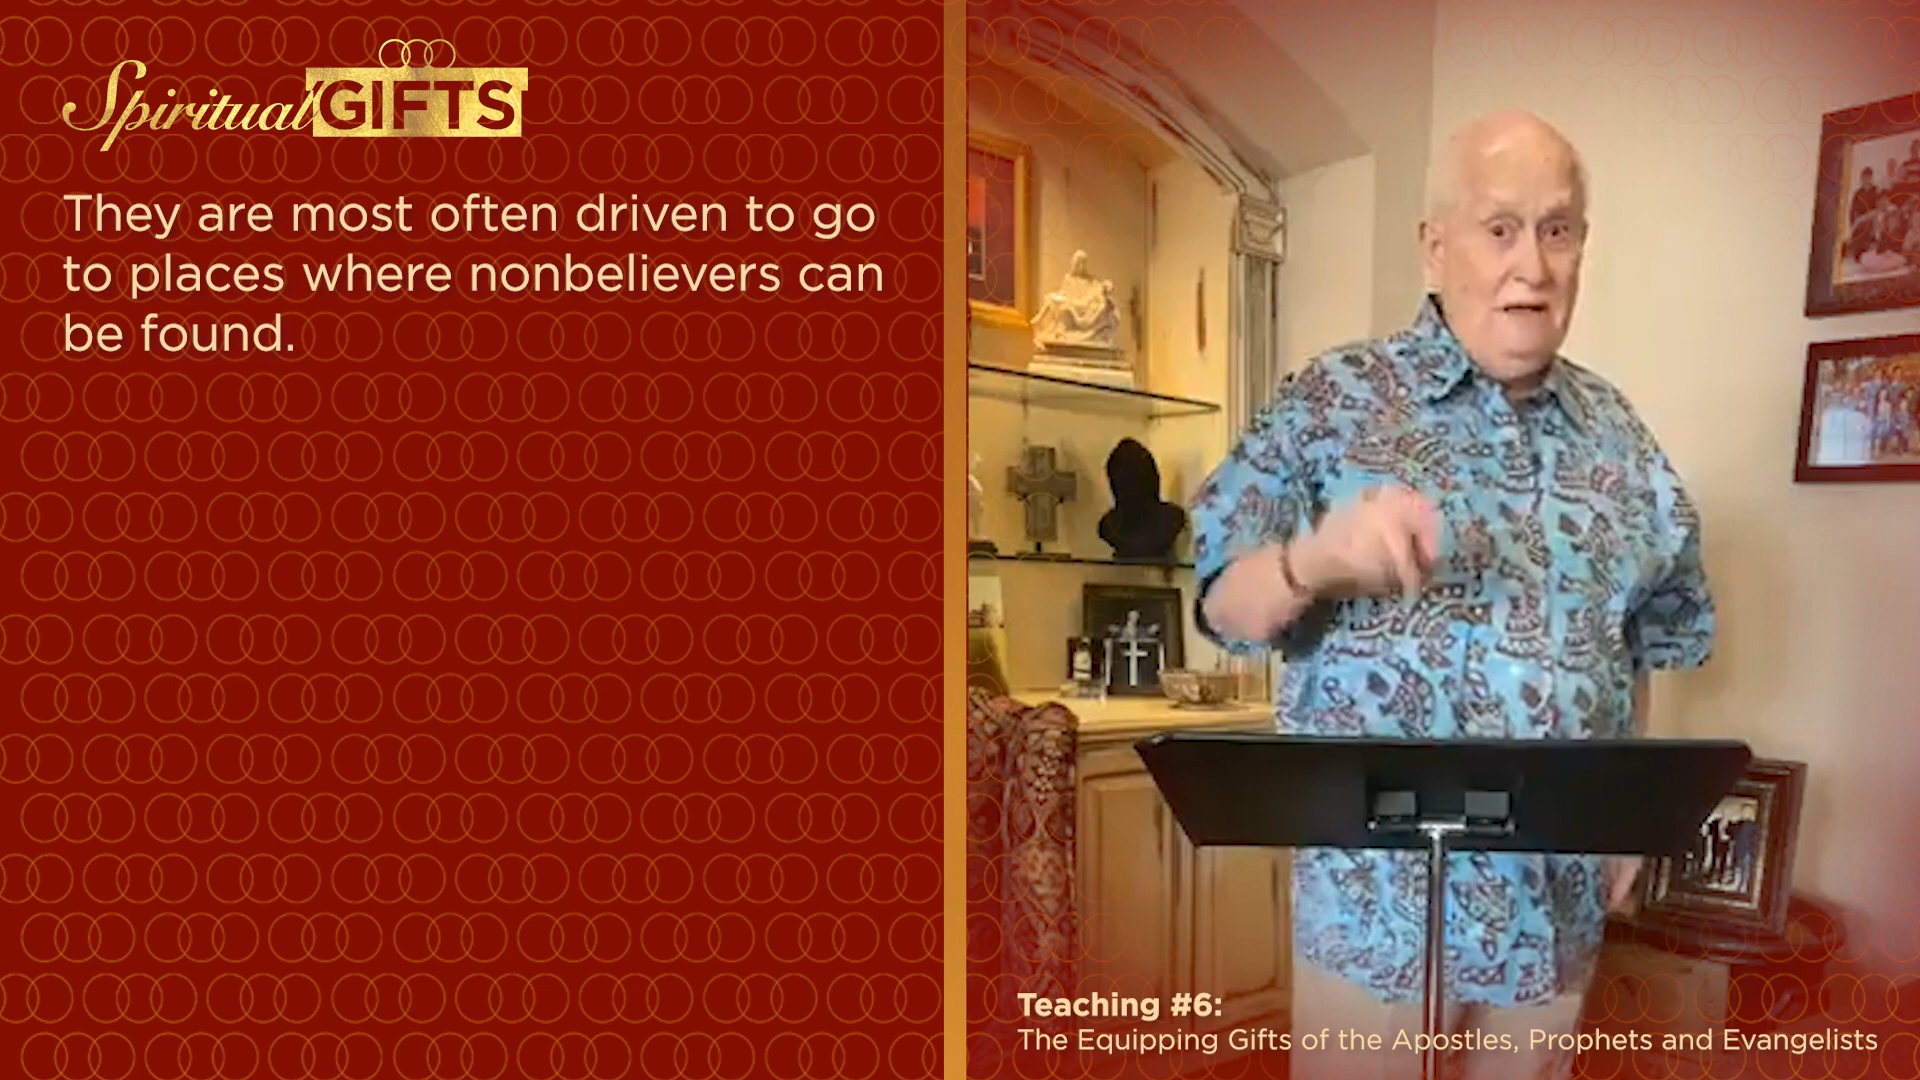 Spiritual GIFTS
They are most often driven to go
to places where nonbelievers can
be found.
Teaching #6:
The Equipping Gifts of the Apostles, Prophets and Evangelists